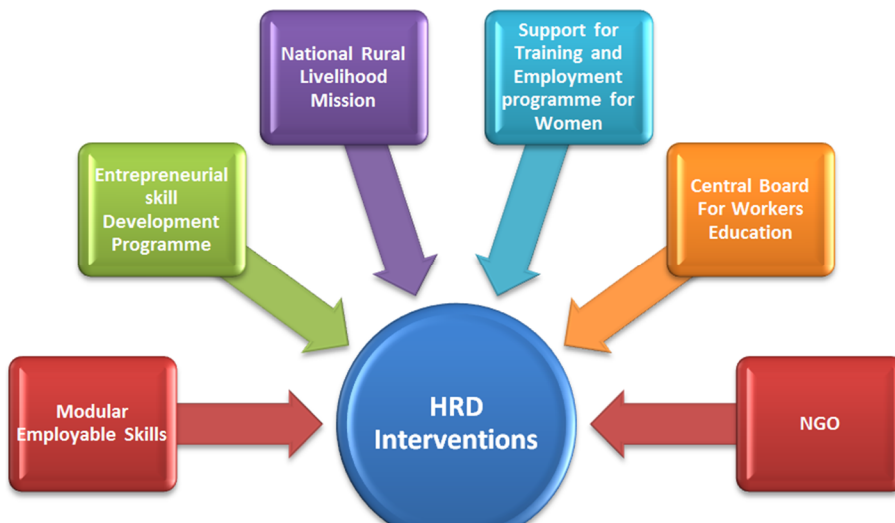 Support for
Training and
Employment
programme for
Women
National Rural
Livelihood
Mission
Entrepreneurial
skill
Development
Programme
Central Board
For Workers
Education
Modular
Employable Skills
HRD
Interventions
NGO